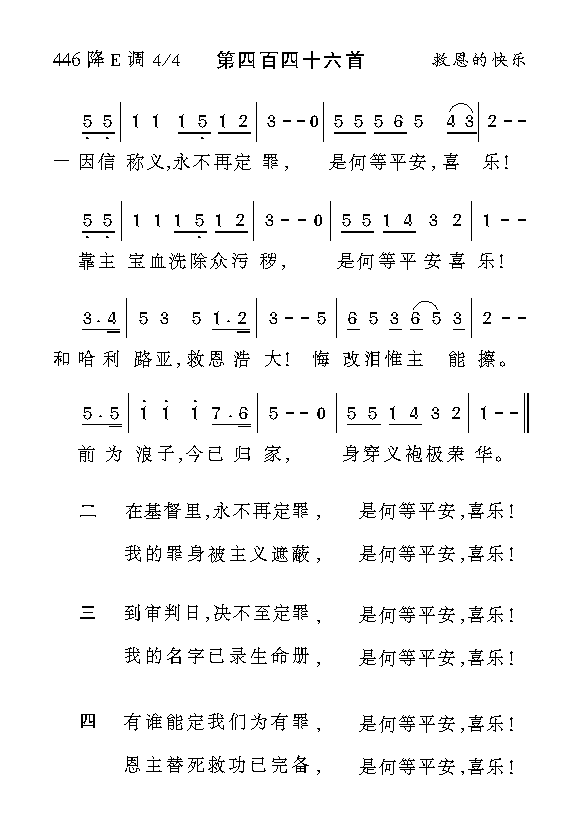 446 降E调 4/4 第四百四十六首 救恩的快乐
5 5 | 1 1 1 5 1 2 | 3 - - 0 | 5 5 5 6 5 4 3 | 2 - -
一 因信 称义,永不再定 罪, 是何等平安,喜 乐!
5 5 | 1 1 1 5 1 2 | 3 - - 0 | 5 5 1 4 3 2 | 1 - -
靠主 宝血洗除众污 秽, 是何等平安喜 乐!
3 · 4 | 5 3 5 1 · 2 | 3 - - 5 | 6 5 3 6 5 3 | 2 - -
和哈利 路亚,救恩浩 大! 悔 改泪惟主 能 擦。
5 · 5 | 1 1 1 7 · 6 | 5 - - 0 | 5 5 1 4 3 2 | 1 - - ‖
前为 浪子,今已归 家, 身穿义袍极荣 华。
二 在基督里,永不再定罪, 是何等平安,喜乐!
我的罪身被主义遮蔽, 是何等平安,喜乐!
三 到审判日,决不至定罪, 是何等平安,喜乐!
我的名字已录生命册, 是何等平安,喜乐!
四 有谁能定我们为有罪, 是何等平安,喜乐!
恩主替死救功已完备, 是何等平安,喜乐!